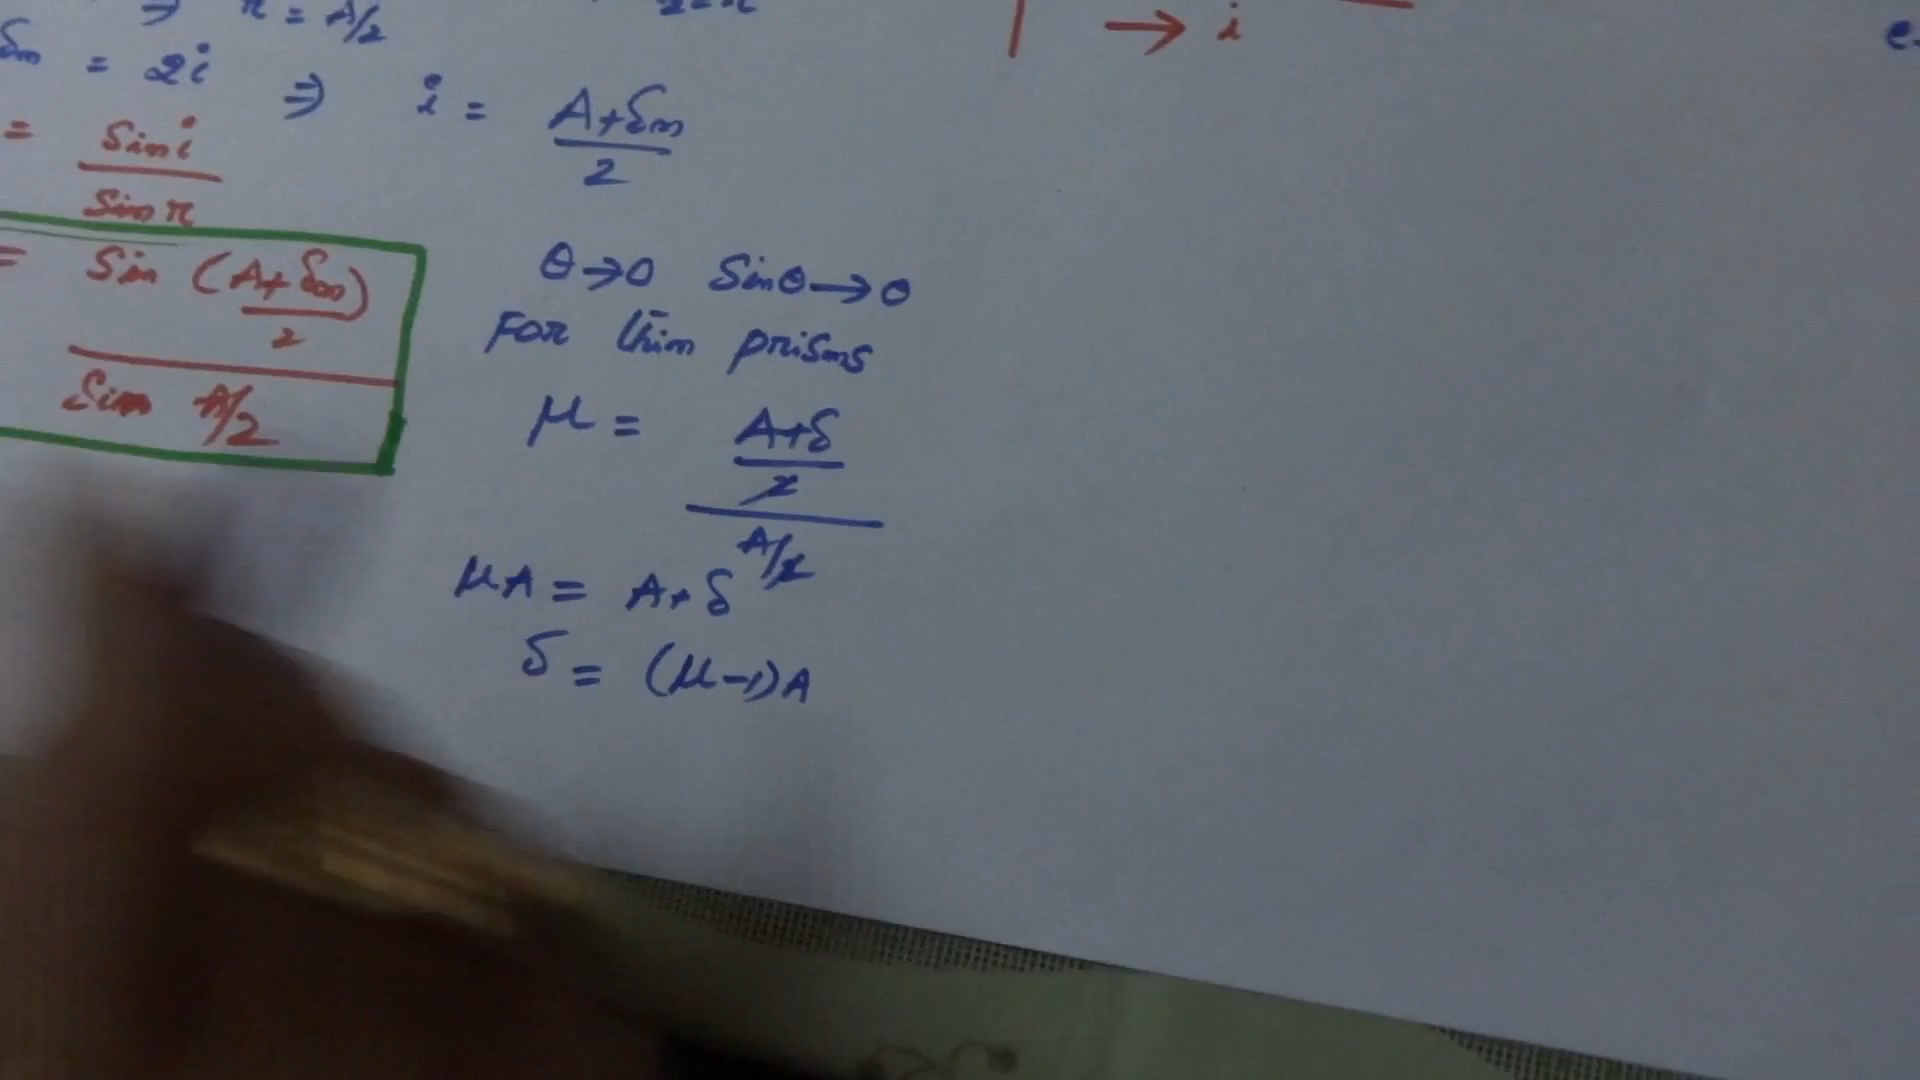 ⇒ r = A/2
δm = 2i ⇒ i = (A+δm)/2
→ i
= Sin i / Sin r
= Sin (A+δm)/2 / Sin A/2
θ→0 Sinθ→θ
For thin prisms
μ = (A+δ)/2 / A/2
μA = A+δ
δ = (μ-1)A